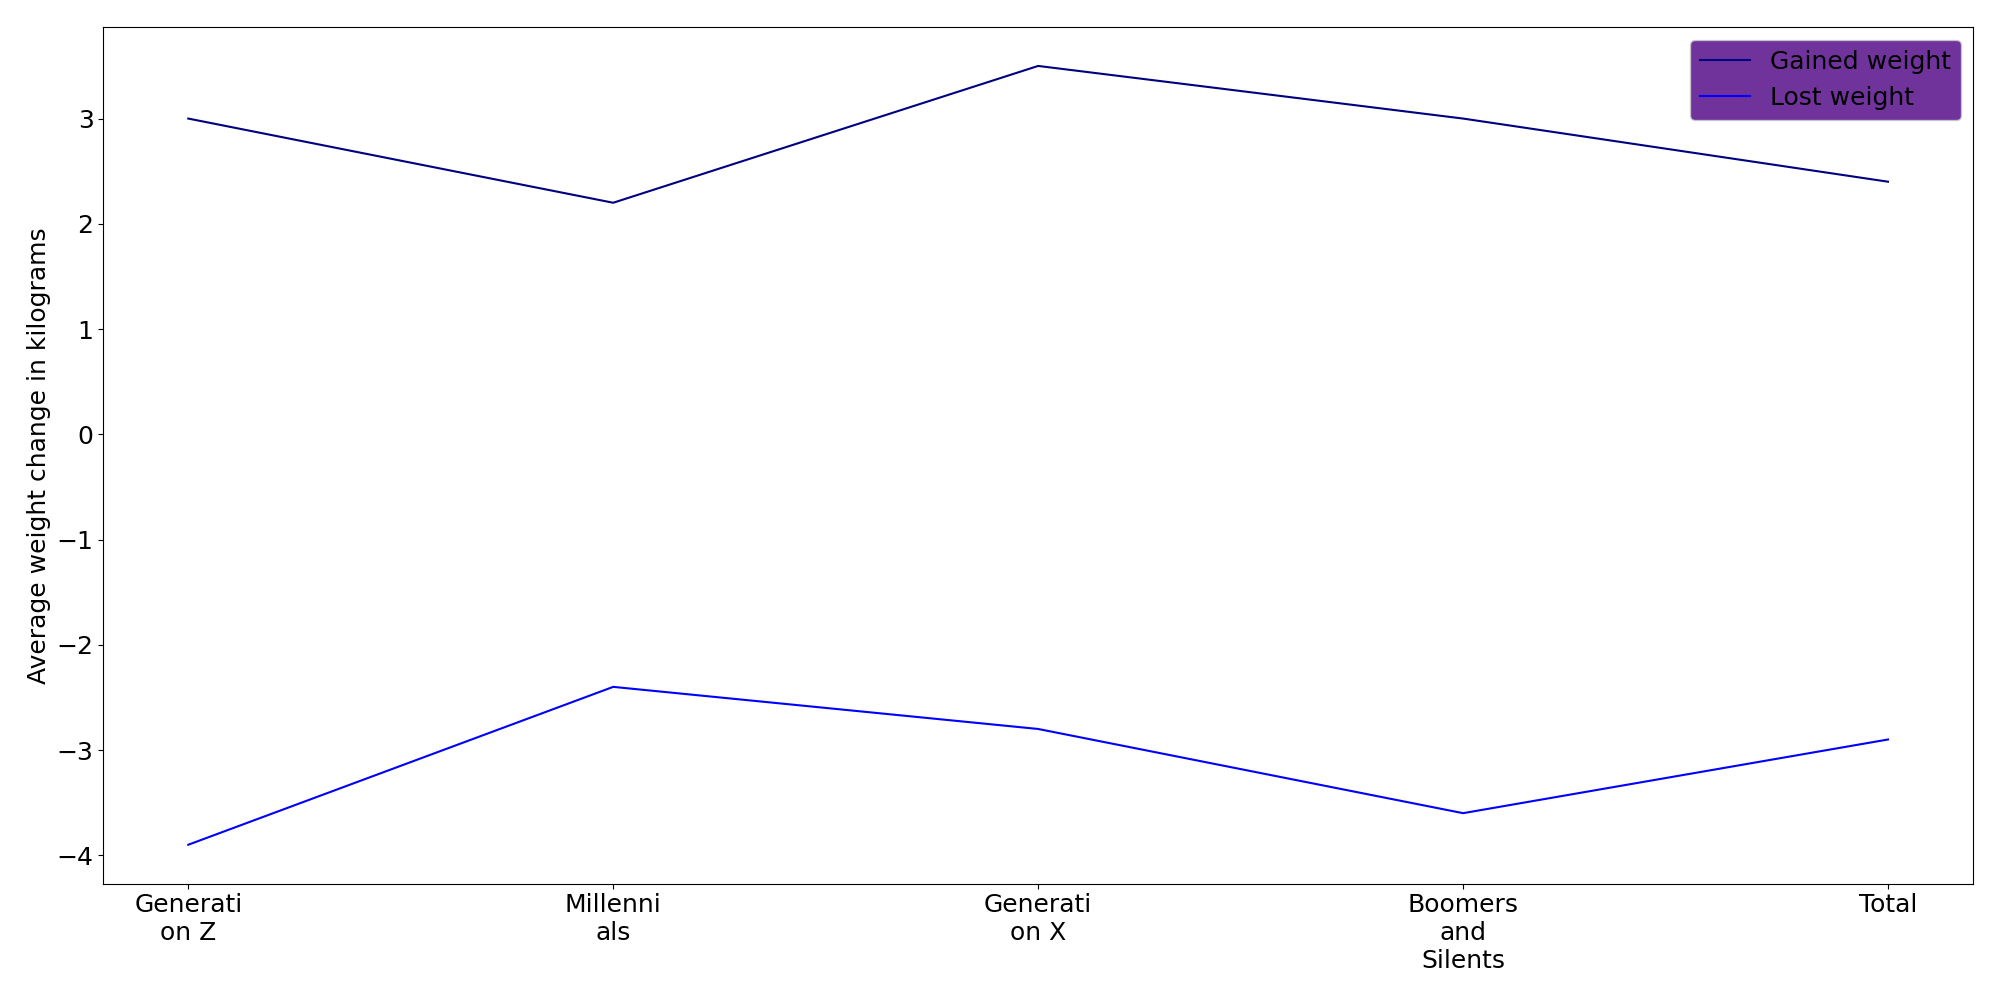 Gained weight
Lost weight
Average weight change in kilograms
3
2
1
0
−1
−2
−3
−4
Generati
on Z
Millenni
als
Generati
on X
Boomers
and
Silents
Total